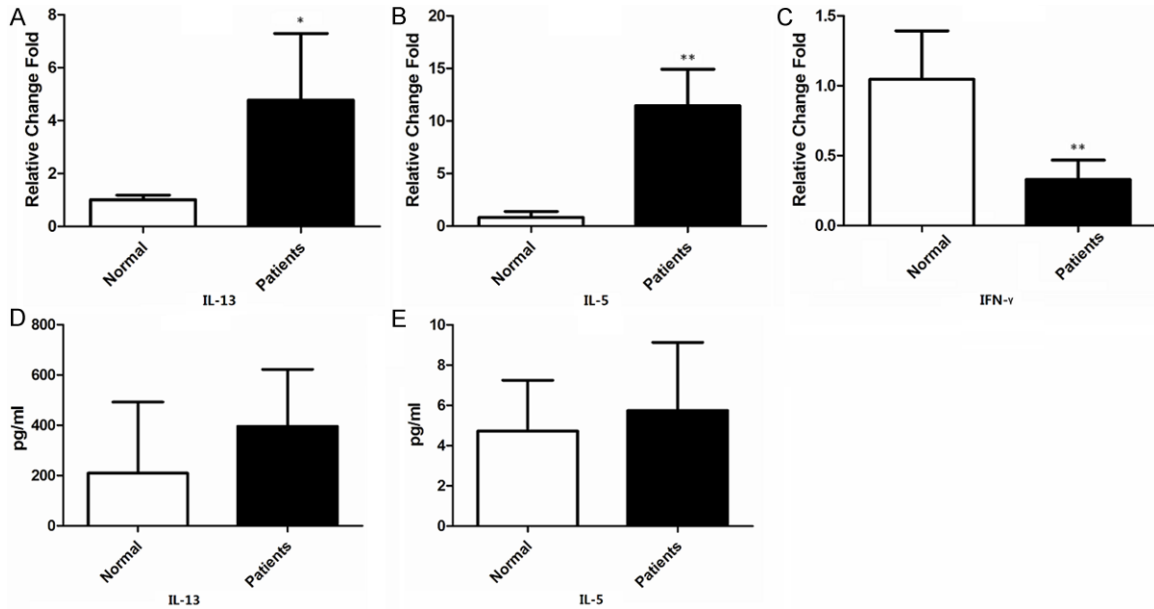 A
Relative Change Fold
8
6
4
2
0
*
Normal
Patients
IL-13
B
Relative Change Fold
20
15
10
5
0
**
Normal
Patients
IL-5
C
Relative Change Fold
1.5
1.0
0.5
0.0
**
Normal
Patients
IFN-γ
D
pg/ml
800
600
400
200
0
Normal
Patients
IL-13
E
pg/ml
10
8
6
4
2
0
Normal
Patients
IL-5